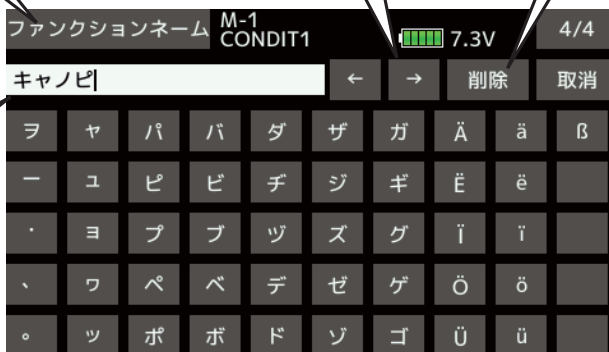 ファンクションネーム M-1 CONDIT1 7.3V 4/4
キャノピ ← → 削除 取消
ヲ ャ パ バ ダ ザ ガ Ä ä ß
ー ュ ピ ビ ヂ ジ ギ Ë ë
・ ョ プ ブ ヅ ズ グ Ï ï
、 ヮ ペ ベ デ ゼ ゲ Ö ö
。 ッ ポ ボ ド ゾ ゴ Ü ü